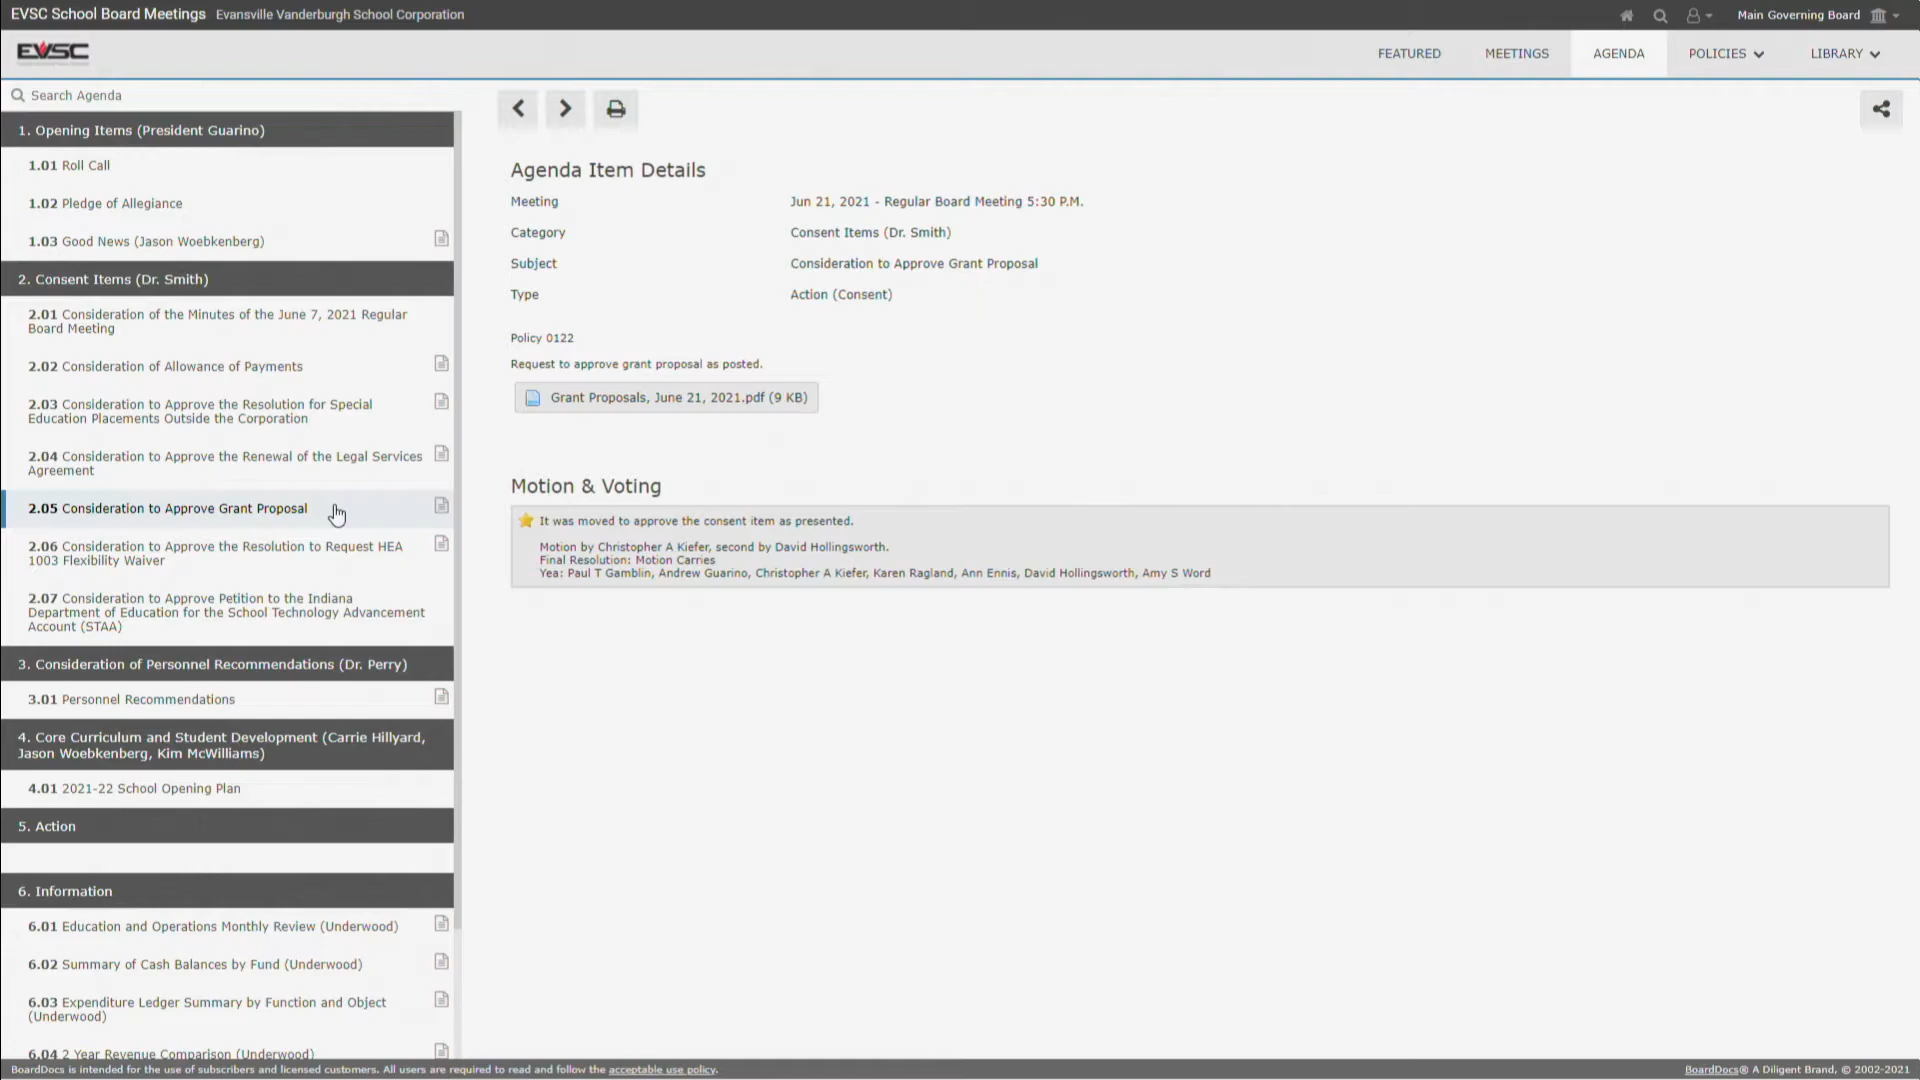 EVSC School Board Meetings Evansville Vanderburgh School Corporation
Main Governing Board
EVSC
FEATURED MEETINGS AGENDA POLICIES LIBRARY
Search Agenda
1. Opening Items (President Guarino)
1.01 Roll Call
1.02 Pledge of Allegiance
1.03 Good News (Jason Woebkenberg)
2. Consent Items (Dr. Smith)
2.01 Consideration of the Minutes of the June 7, 2021 Regular
Board Meeting
2.02 Consideration of Allowance of Payments
2.03 Consideration to Approve the Resolution for Special
Education Placements Outside the Corporation
2.04 Consideration to Approve the Renewal of the Legal Services
Agreement
2.05 Consideration to Approve Grant Proposal
2.06 Consideration to Approve the Resolution to Request HEA
1003 Flexibility Waiver
2.07 Consideration to Approve Petition to the Indiana
Department of Education for the School Technology Advancement
Account (STAA)
3. Consideration of Personnel Recommendations (Dr. Perry)
3.01 Personnel Recommendations
4. Core Curriculum and Student Development (Carrie Hillyard,
Jason Woebkenberg, Kim McWilliams)
4.01 2021-22 School Opening Plan
5. Action
6. Information
6.01 Education and Operations Monthly Review (Underwood)
6.02 Summary of Cash Balances by Fund (Underwood)
6.03 Expenditure Ledger Summary by Function and Object
(Underwood)
6.04 2 Year Revenue Comparison (Underwood)
Agenda Item Details
Meeting Jun 21, 2021 - Regular Board Meeting 5:30 P.M.
Category Consent Items (Dr. Smith)
Subject Consideration to Approve Grant Proposal
Type Action (Consent)
Policy 0122
Request to approve grant proposal as posted.
Grant Proposals, June 21, 2021.pdf (9 KB)
Motion & Voting
It was moved to approve the consent item as presented.
Motion by Christopher A Kiefer, second by David Hollingsworth.
Final Resolution: Motion Carries
Yea: Paul T Gamblin, Andrew Guarino, Christopher A Kiefer, Karen Ragland, Ann Ennis, David Hollingsworth, Amy S Word
BoardDocs is intended for the use of subscribers and licensed customers. All users are required to read and follow the acceptable use policy.
BoardDocs® A Diligent Brand, © 2002-2021